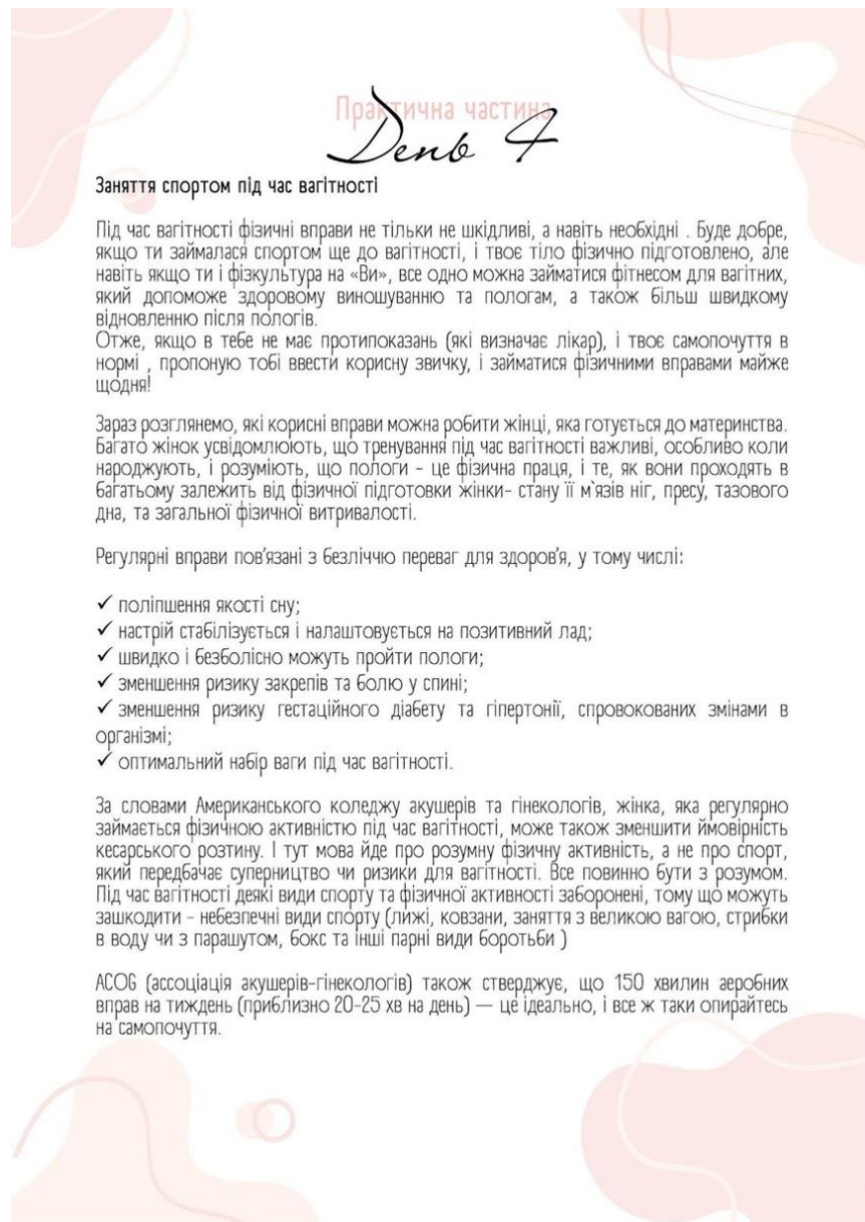 Практична частина
День 4
Заняття спортом під час вагітності
Під час вагітності фізичні вправи не тільки не шкідливі, а навіть необхідні . Буде добре,
якщо ти займалася спортом ще до вагітності, і твоє тіло фізично підготовлено, але
навіть якщо ти і фізкультура на «Ви», все одно можна займатися фітнесом для вагітних,
який допоможе здоровому виношуванню та пологам, а також більш швидкому
відновленню після пологів.
Отже, якщо в тебе не має протипоказань (які визначає лікар), і твоє самопочуття в
нормі , пропоную тобі ввести корисну звичку, і займатися фізичними вправами майже
щодня!
Зараз розглянемо, які корисні вправи можна робити жінці, яка готується до материнства.
Багато жінок усвідомлюють, що тренування під час вагітності важливі, особливо коли
народжують, і розуміють, що пологи - це фізична праця, і те, як вони проходять в
багатьому залежить від фізичної підготовки жінки- стану її м`язів ніг, пресу, тазового
дна, та загальної фізичної витривалості.
Регулярні вправи пов'язані з безліччю переваг для здоров'я, у тому числі:
✓ поліпшення якості сну;
✓ настрій стабілізується і налаштовується на позитивний лад;
✓ швидко і безболісно можуть пройти пологи;
✓ зменшення ризику закрепів та болю у спині;
✓ зменшення ризику гестаційного діабету та гіпертонії, спровокованих змінами в
організмі;
✓ оптимальний набір ваги під час вагітності.
За словами Американського коледжу акушерів та гінекологів, жінка, яка регулярно
займається фізичною активністю під час вагітності, може також зменшити ймовірність
кесарського розтину. І тут мова йде про розумну фізичну активність, а не про спорт,
який передбачає суперництво чи ризики для вагітності. Все повинно бути з розумом.
Під час вагітності деякі види спорту та фізичної активності заборонені, тому що можуть
зашкодити - небезпечні види спорту (лижі, ковзани, заняття з великою вагою, стрибки
в воду чи з парашутом, бокс та інші парні види боротьби )
ACOG (ассоціація акушерів-гінекологів) також стверджує, що 150 хвилин аеробних
вправ на тиждень (приблизно 20-25 хв на день) — це ідеально, і все ж таки опирайтесь
на самопочуття.